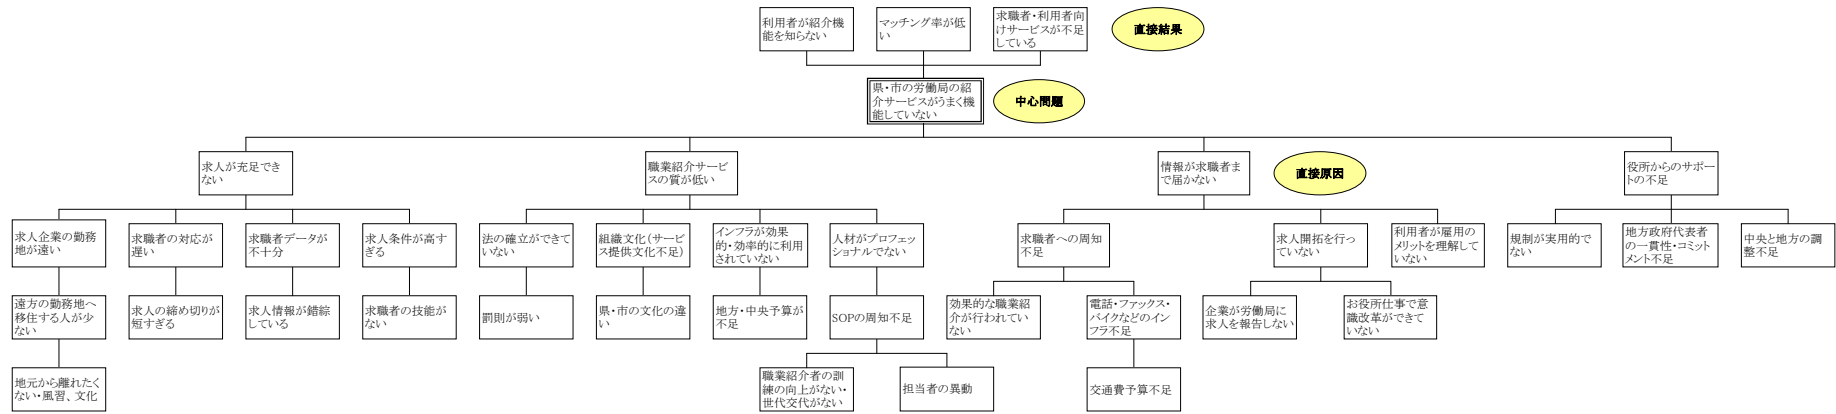 利用者が紹介機
能を知らない
マッチング率が低
い
求職者・利用者向
けサービスが不足
している
直接結果
県・市の労働局の紹
介サービスがうまく機
能していない
中心問題
求人が充足でき
ない
職業紹介サービ
スの質が低い
情報が求職者ま
で届かない
直接原因
役所からのサポー
トの不足
求人企業の勤務
地が遠い
求職者の対応が
遅い
求職者データが
不十分
求人条件が高す
ぎる
法の確立ができて
いない
組織文化(サービ
ス提供文化不足)
インフラが効果
的・効率的に利用
されていない
人材がプロフェッ
ショナルでない
求職者への周知
不足
求人開拓を行っ
ていない
利用者が雇用の
メリットを理解して
いない
規制が実用的で
ない
地方政府代表者
の一貫性・コミット
メント不足
中央と地方の調
整不足
遠方の勤務地へ
移住する人が少
ない
求人の締め切りが
短すぎる
求人情報が錯綜
している
求職者の技能が
ない
罰則が弱い
県・市の文化の違
い
地方・中央予算が
不足
SOPの周知不足
効果的な職業紹
介が行われてい
ない
電話・ファックス・
バイクなどのイン
フラ不足
企業が労働局に
求人を報告しない
お役所仕事で意
識改革ができて
いない
地元から離れたく
ない・風習、文化
職業紹介者の訓
練の向上がない・
世代交代がない
担当者の異動
交通費予算不足